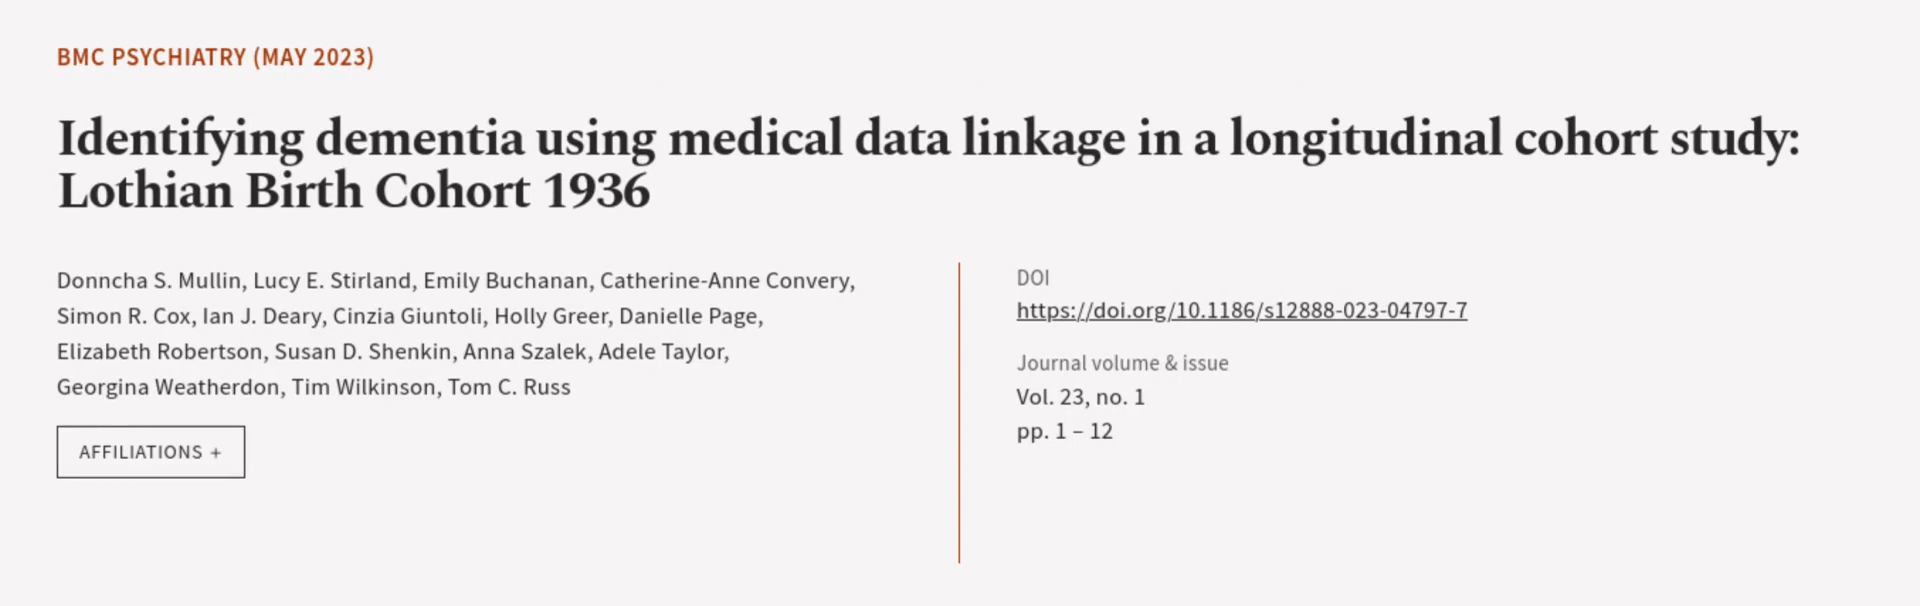 BMC PSYCHIATRY (MAY 2023)
Identifying dementia using medical data linkage in a longitudinal cohort study:
Lothian Birth Cohort 1936
Donncha S. Mullin, Lucy E. Stirland, Emily Buchanan, Catherine-Anne Convery,
Simon R. Cox, Ian J. Deary, Cinzia Giuntoli, Holly Greer, Danielle Page,
Elizabeth Robertson, Susan D. Shenkin, Anna Szalek, Adele Taylor,
Georgina Weatherdon, Tim Wilkinson, Tom C. Russ
AFFILIATIONS +
DOI
https://doi.org/10.1186/s12888-023-04797-7
Journal volume & issue
Vol. 23, no. 1
pp. 1 – 12